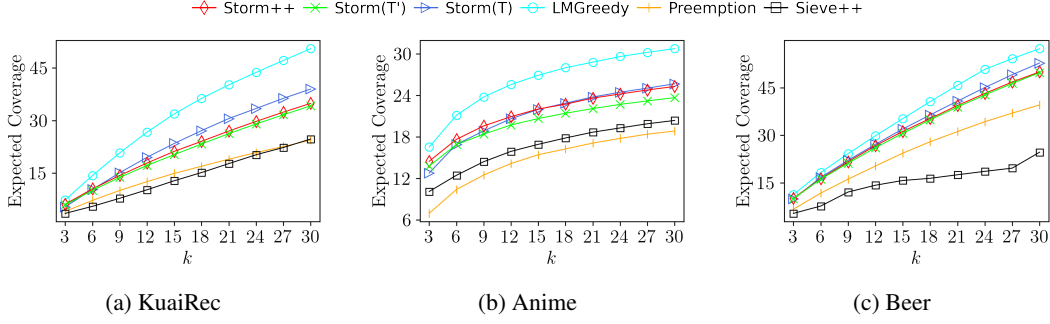 Storm++ Storm(T') Storm(T) LMGreedy Preemption Sieve++
Expected Coverage
45
30
15
3 6 9 12 15 18 21 24 27 30
k
(a) KuaiRec
Expected Coverage
30
24
18
12
6
3 6 9 12 15 18 21 24 27 30
k
(b) Anime
Expected Coverage
45
30
15
3 6 9 12 15 18 21 24 27 30
k
(c) Beer